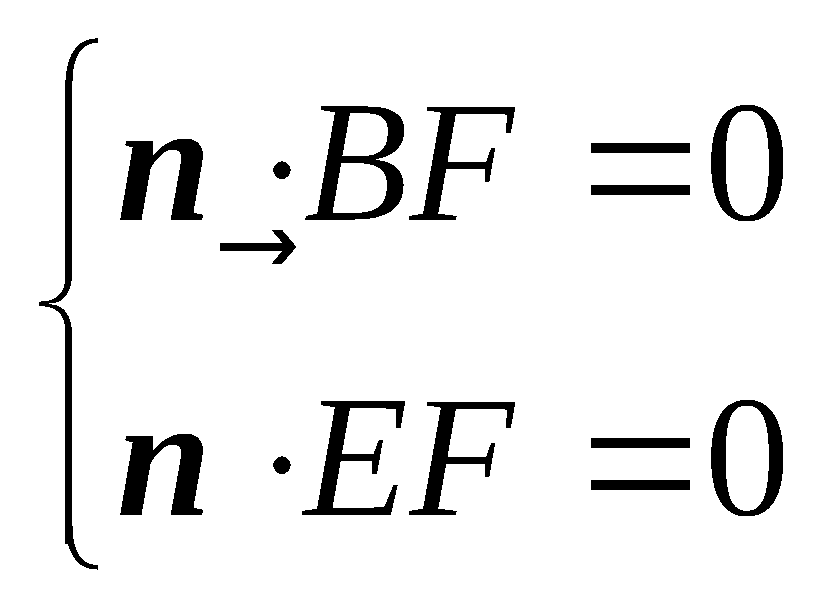 n→·BF =0
n·EF =0